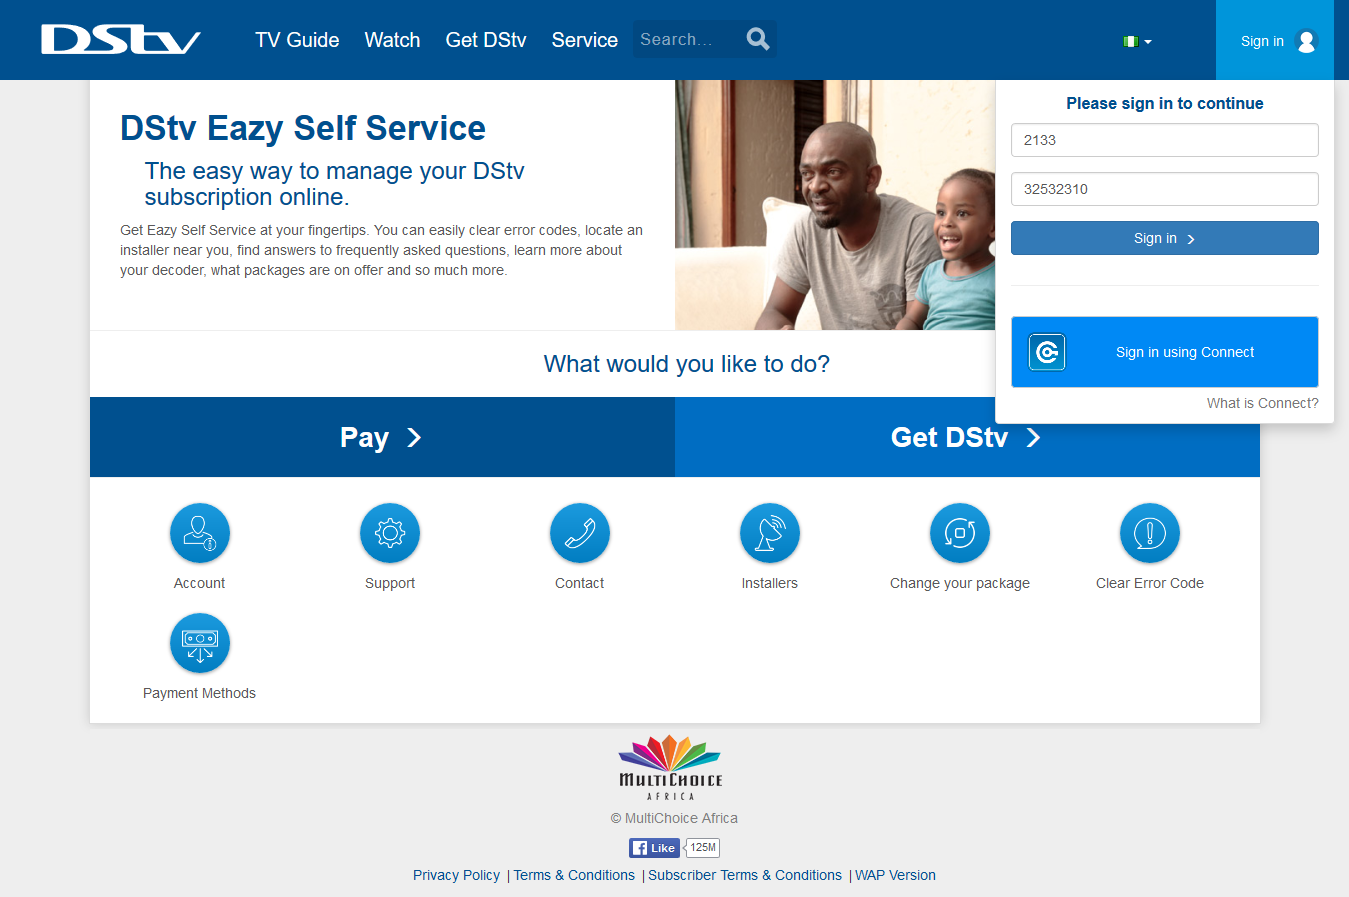 DStv
TV Guide
Watch
Get DStv
Service
Search...
Sign in
Please sign in to continue
2133
32532310
Sign in
Sign in using Connect
What is Connect?
DStv Eazy Self Service
The easy way to manage your DStv
subscription online.
Get Eazy Self Service at your fingertips. You can easily clear error codes, locate an
installer near you, find answers to frequently asked questions, learn more about
your decoder, what packages are on offer and so much more.
What would you like to do?
Pay
Get DStv
Account
Support
Contact
Installers
Change your package
Clear Error Code
Payment Methods
MULTICHOICE
AFRICA
© MultiChoice Africa
Like
125M
Privacy Policy | Terms & Conditions | Subscriber Terms & Conditions | WAP Version